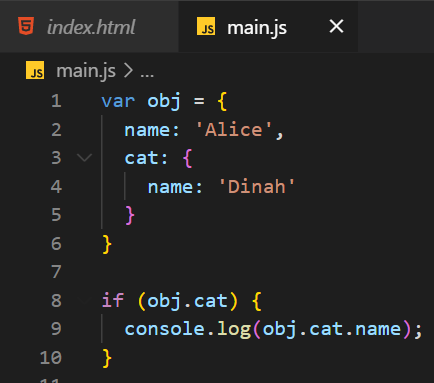 index.html main.js ×
JS main.js > ...
1 var obj = {
2   name: 'Alice',
3   cat: {
4     name: 'Dinah'
5   }
6 }
7
8 if (obj.cat) {
9   console.log(obj.cat.name);
10 }